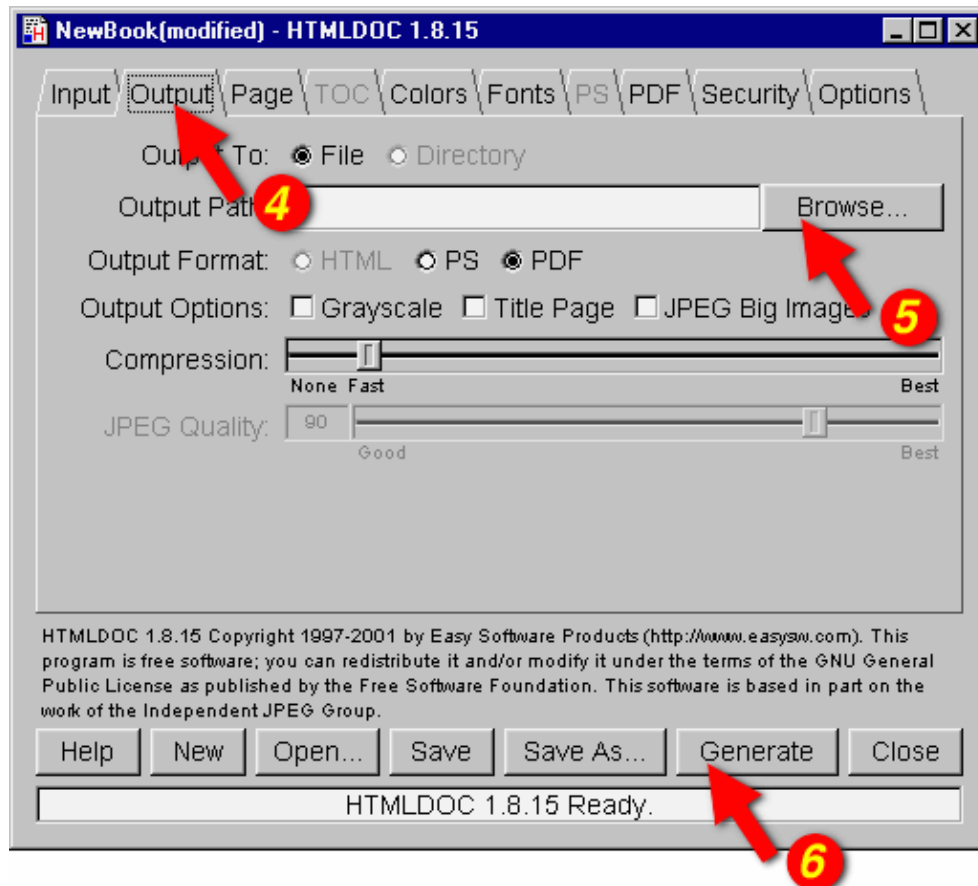 NewBook(modified) - HTMLDOC 1.8.15
Input Output Page TOC Colors Fonts PS PDF Security Options
Output To: File Directory
4
Output Path Browse...
Output Format: HTML PS PDF
Output Options: Grayscale Title Page JPEG Big Images
5
Compression:
None Fast Best
JPEG Quality: 90
Good Best
HTMLDOC 1.8.15 Copyright 1997-2001 by Easy Software Products (http://www.easysw.com). This
program is free software; you can redistribute it and/or modify it under the terms of the GNU General
Public License as published by the Free Software Foundation. This software is based in part on the
work of the Independent JPEG Group.
Help New Open... Save Save As... Generate Close
HTMLDOC 1.8.15 Ready.
6